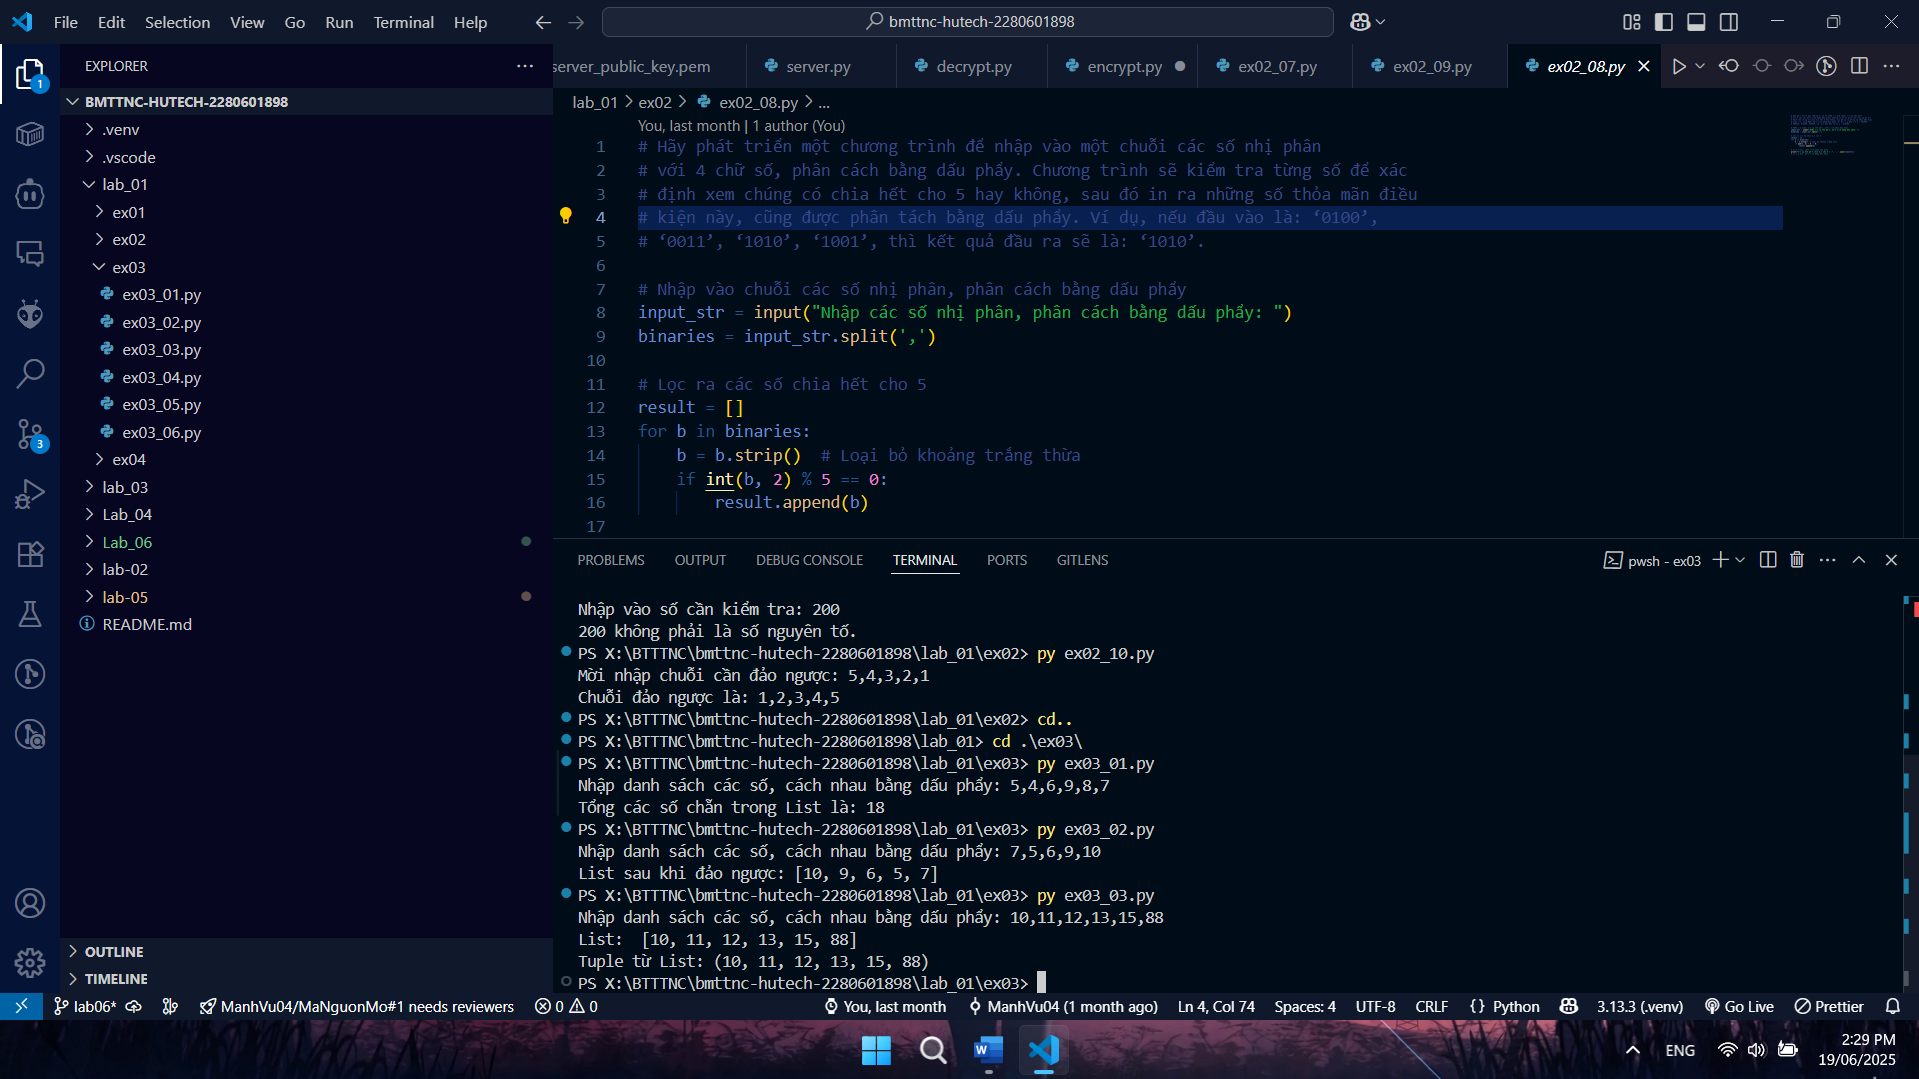 File Edit Selection View Go Run Terminal Help
bmttnc-hutech-2280601898
EXPLORER
BMTTNC-HUTECH-2280601898
.venv
.vscode
lab_01
ex01
ex02
ex03
ex03_01.py
ex03_02.py
ex03_03.py
ex03_04.py
ex03_05.py
ex03_06.py
ex04
lab_03
Lab_04
Lab_06
lab-02
lab-05
README.md
OUTLINE
TIMELINE
1
3
server_public_key.pem server.py decrypt.py encrypt.py ex02_07.py ex02_09.py ex02_08.py
lab_01 > ex02 > ex02_08.py > ...
You, last month | 1 author (You)
1 # Hãy phát triển một chương trình để nhập vào một chuỗi các số nhị phân
2 # với 4 chữ số, phân cách bằng dấu phẩy. Chương trình sẽ kiểm tra từng số để xác
3 # định xem chúng có chia hết cho 5 hay không, sau đó in ra những số thỏa mãn điều
4 # kiện này, cũng được phân tách bằng dấu phẩy. Ví dụ, nếu đầu vào là: ‘0100’,
5 # ‘0011’, ‘1010’, ‘1001’, thì kết quả đầu ra sẽ là: ‘1010’.
6
7 # Nhập vào chuỗi các số nhị phân, phân cách bằng dấu phẩy
8 input_str = input("Nhập các số nhị phân, phân cách bằng dấu phẩy: ")
9 binaries = input_str.split(',')
10
11 # Lọc ra các số chia hết cho 5
12 result = []
13 for b in binaries:
14 b = b.strip() # Loại bỏ khoảng trắng thừa
15 if int(b, 2) % 5 == 0:
16 result.append(b)
17
PROBLEMS OUTPUT DEBUG CONSOLE TERMINAL PORTS GITLENS
pwsh - ex03
Nhập vào số cần kiểm tra: 200
200 không phải là số nguyên tố.
PS X:\BTTTNC\bmttnc-hutech-2280601898\lab_01\ex02> py ex02_10.py
Mời nhập chuỗi cần đảo ngược: 5,4,3,2,1
Chuỗi đảo ngược là: 1,2,3,4,5
PS X:\BTTTNC\bmttnc-hutech-2280601898\lab_01\ex02> cd..
PS X:\BTTTNC\bmttnc-hutech-2280601898\lab_01> cd .\ex03\
PS X:\BTTTNC\bmttnc-hutech-2280601898\lab_01\ex03> py ex03_01.py
Nhập danh sách các số, cách nhau bằng dấu phẩy: 5,4,6,9,8,7
Tổng các số chẵn trong List là: 18
PS X:\BTTTNC\bmttnc-hutech-2280601898\lab_01\ex03> py ex03_02.py
Nhập danh sách các số, cách nhau bằng dấu phẩy: 7,5,6,9,10
List sau khi đảo ngược: [10, 9, 6, 5, 7]
PS X:\BTTTNC\bmttnc-hutech-2280601898\lab_01\ex03> py ex03_03.py
Nhập danh sách các số, cách nhau bằng dấu phẩy: 10,11,12,13,15,88
List: [10, 11, 12, 13, 15, 88]
Tuple từ List: (10, 11, 12, 13, 15, 88)
PS X:\BTTTNC\bmttnc-hutech-2280601898\lab_01\ex03>
lab06* ManhVu04/MaNguonMo#1 needs reviewers 0 0 You, last month ManhVu04 (1 month ago) Ln 4, Col 74 Spaces: 4 UTF-8 CRLF {} Python 3.13.3 (.venv) Go Live Prettier
ENG
2:29 PM
19/06/2025